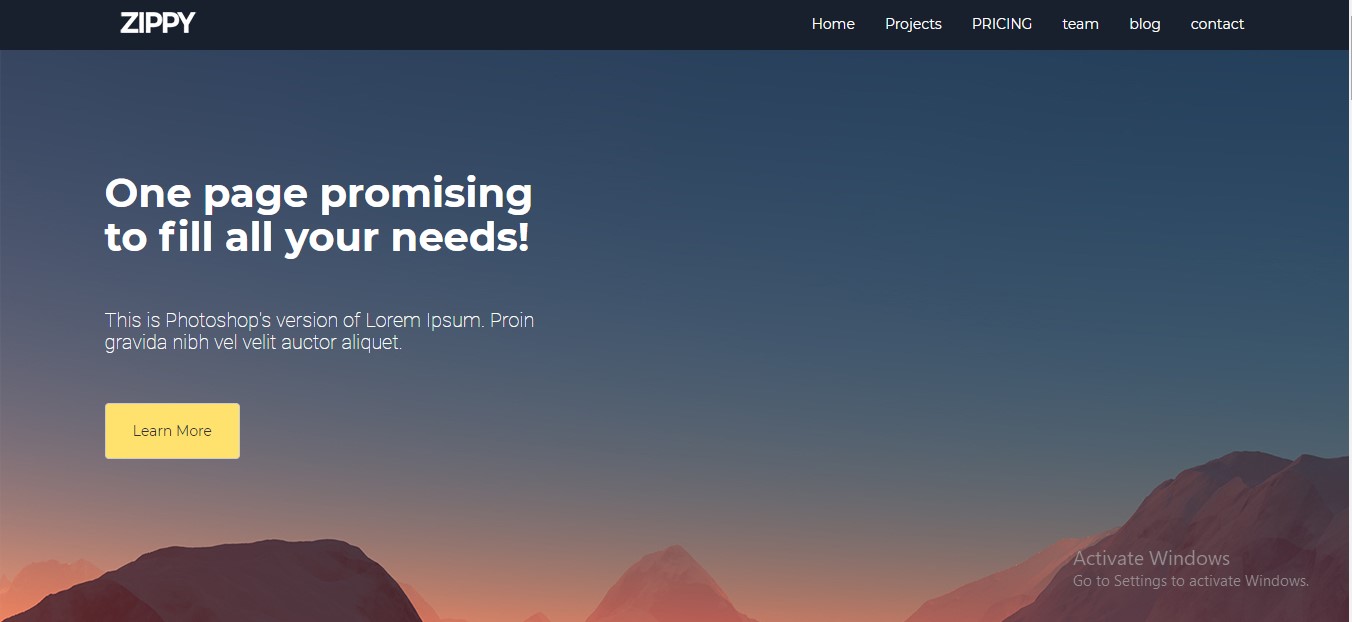 ZIPPY
Home Projects PRICING team blog contact
One page promising
to fill all your needs!
This is Photoshop's version of Lorem Ipsum. Proin
gravida nibh vel velit auctor aliquet.
Learn More
Activate Windows
Go to Settings to activate Windows.